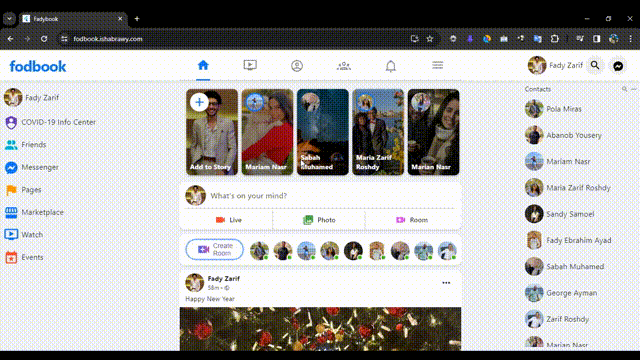 Fadybook
fodbook.ishabrawy.com
fodbook
Fady Zarif
Fady Zarif
COVID-19 Info Center
Friends
Messenger
Pages
Marketplace
Watch
Events
Add to Story
Mariam Nasr
Sabah Muhamed
Maria Zarif Roshdy
Marian Nasr
What's on your mind?
Live
Photo
Room
Create Room
Fady Zarif
58m
Happy New Year
Contacts
Pola Miras
Abanob Yousery
Mariam Nasr
Maria Zarif Roshdy
Sandy Samoel
Fady Ebrahim Ayad
Sabah Muhamed
George Ayman
Zarif Roshdy
Marian Nasr